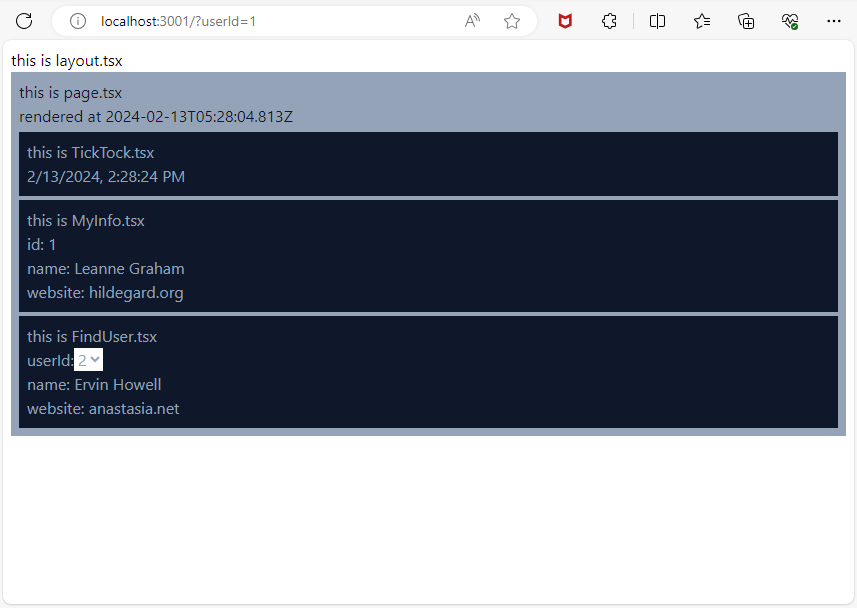 localhost:3001/?userId=1
this is layout.tsx
this is page.tsx
rendered at 2024-02-13T05:28:04.813Z
this is TickTock.tsx
2/13/2024, 2:28:24 PM
this is MyInfo.tsx
id: 1
name: Leanne Graham
website: hildegard.org
this is FindUser.tsx
userId: 2
name: Ervin Howell
website: anastasia.net